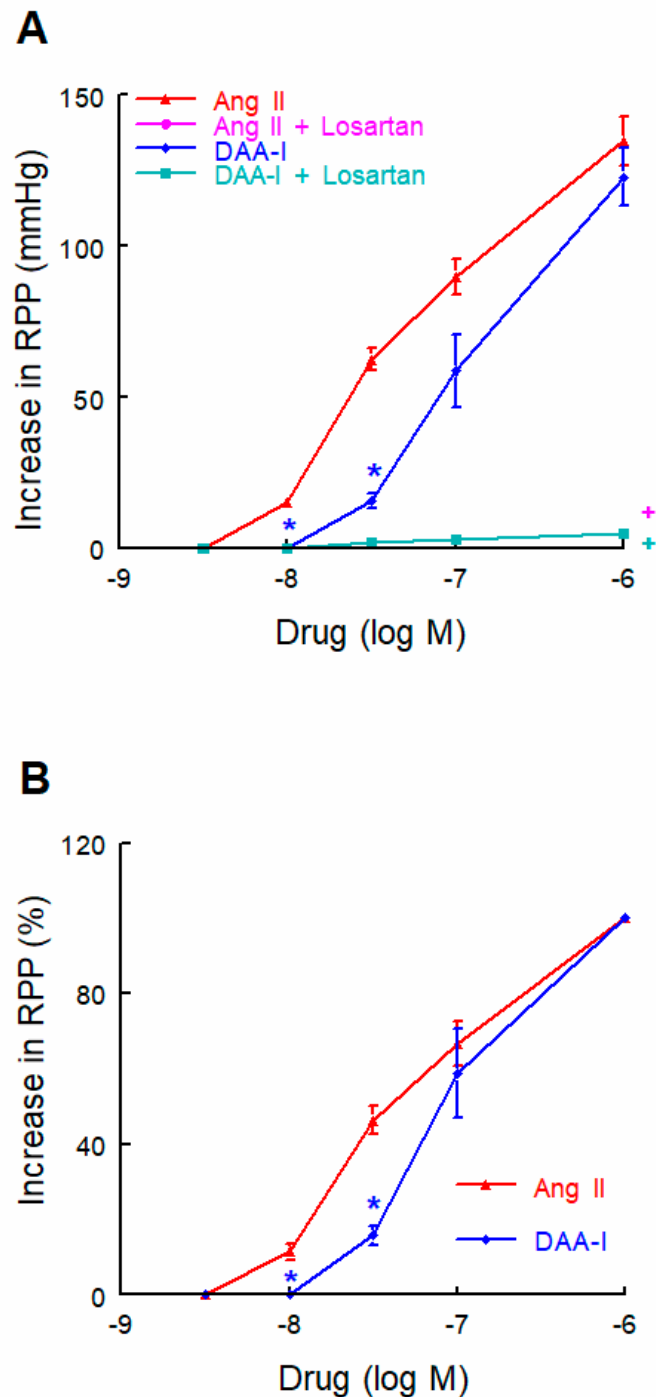 A
Ang II
Ang II + Losartan
DAA-I
DAA-I + Losartan
150
100
50
0
Increase in RPP (mmHg)
*
*
+
+
-9
-8
-7
-6
Drug (log M)
B
120
80
40
0
Increase in RPP (%)
*
*
Ang II
DAA-I
-9
-8
-7
-6
Drug (log M)